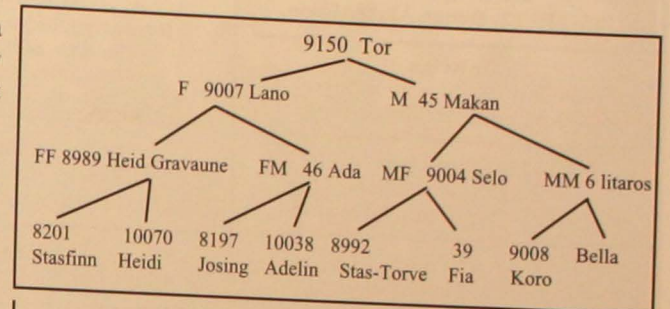 9150 Tor
F 9007 Lano
M 45 Makan
FF 8989 Heid Gravaune
FM 46 Ada
MF 9004 Selo
MM 6 litaros
8201
Stasfinn
10070
Heidi
8197
Josing
10038
Adelin
8992
Stas-Torve
39
Fia
9008
Koro
Bella